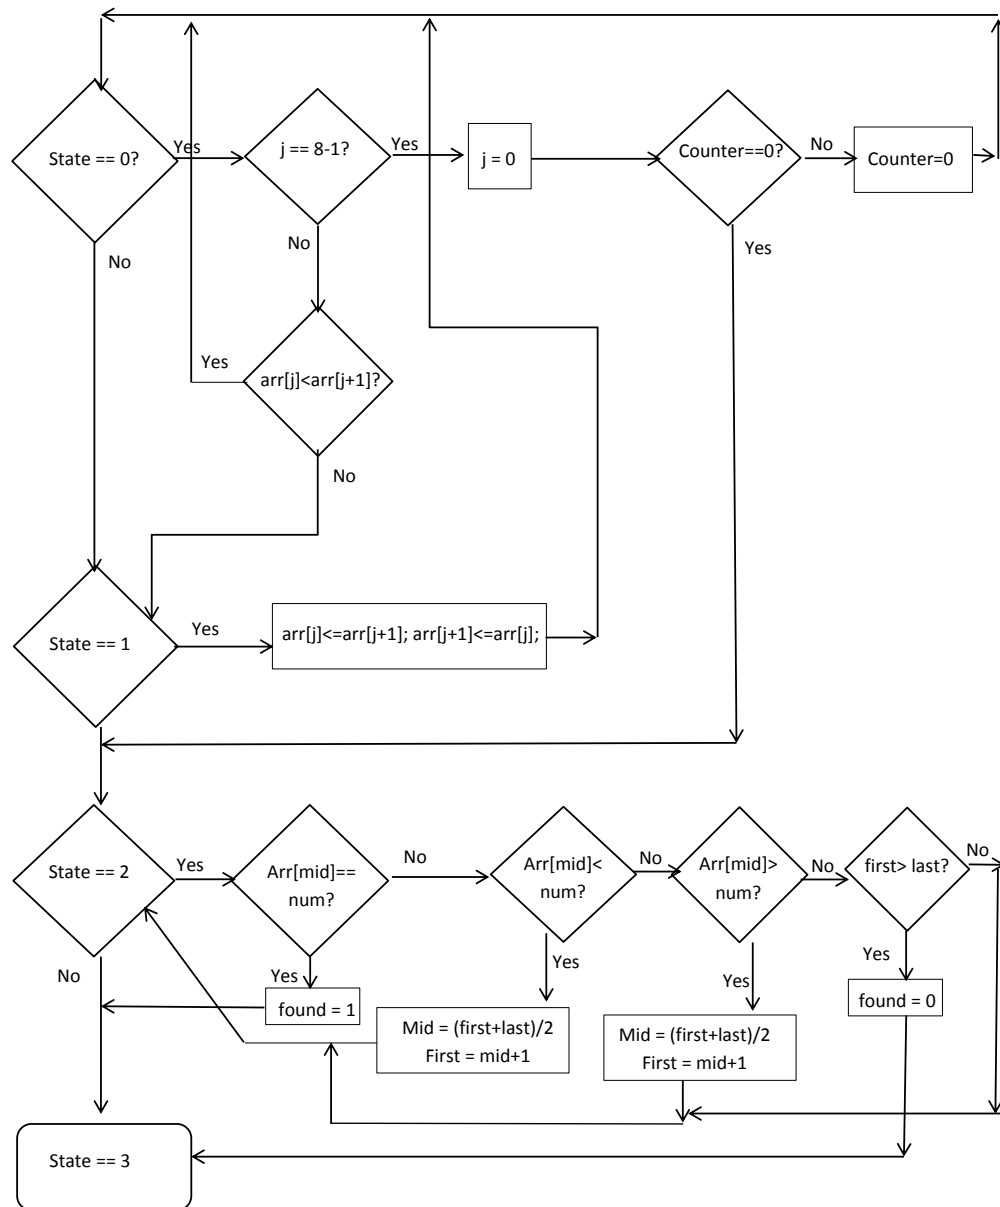 State == 0?
Yes
j == 8-1?
Yes
j = 0
Counter==0?
No
Counter=0
No
No
Yes
Yes
arr[j]<arr[j+1]?
No
State == 1
Yes
arr[j]<=arr[j+1]; arr[j+1]<=arr[j];
State == 2
Yes
Arr[mid]==
num?
No
Arr[mid]<
num?
No
Arr[mid]>
num?
No
first> last?
No
No
Yes
Yes
Yes
Yes
found = 1
Mid = (first+last)/2
First = mid+1
Mid = (first+last)/2
First = mid+1
found = 0
State == 3